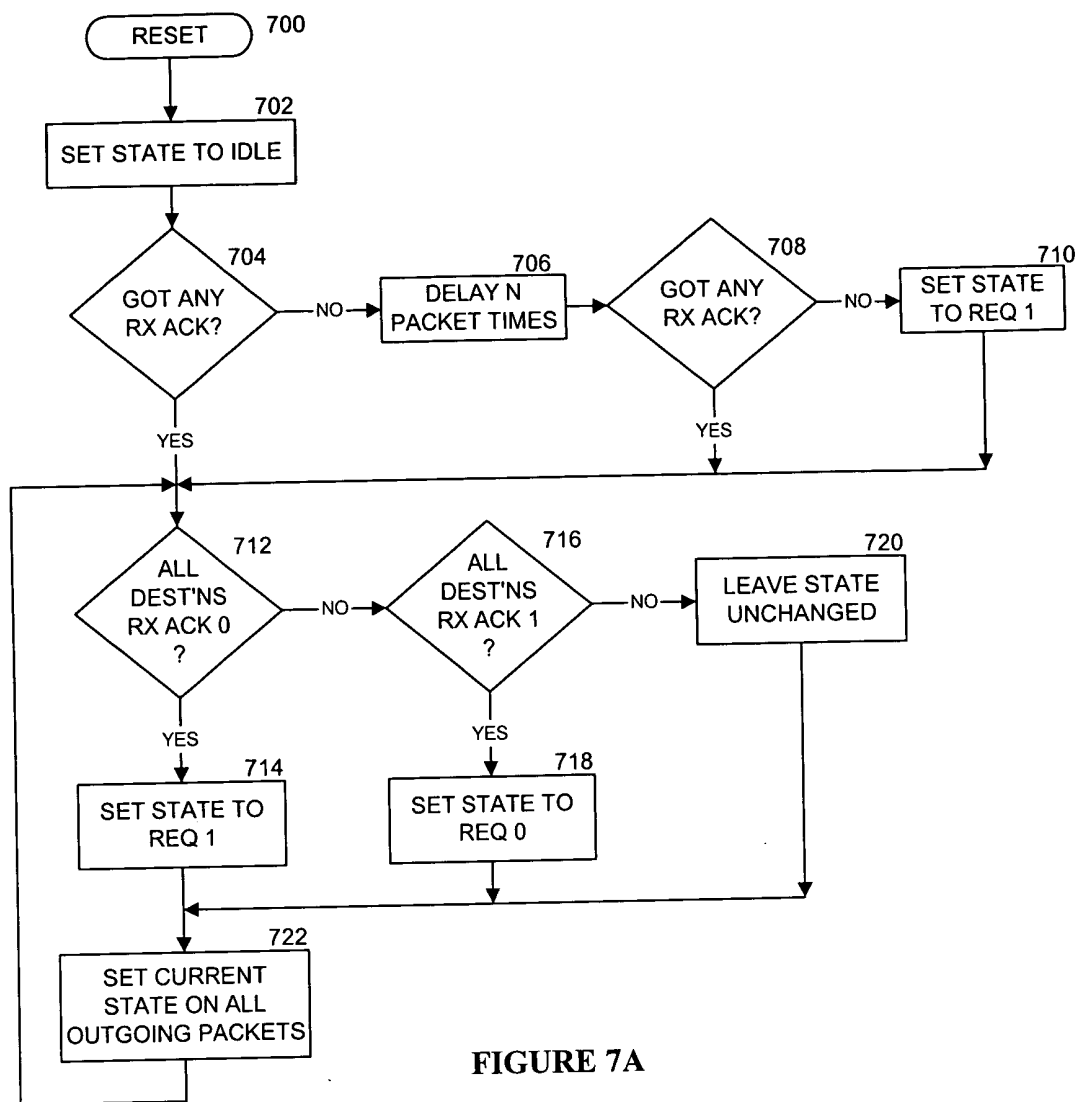 RESET
700
702
SET STATE TO IDLE
704
GOT ANY
RX ACK?
NO
706
DELAY N
PACKET TIMES
708
GOT ANY
RX ACK?
NO
710
SET STATE
TO REQ 1
YES
YES
712
ALL
DEST'NS
RX ACK 0
?
NO
716
ALL
DEST'NS
RX ACK 1
?
NO
720
LEAVE STATE
UNCHANGED
YES
YES
714
SET STATE TO
REQ 1
718
SET STATE TO
REQ 0
722
SET CURRENT
STATE ON ALL
OUTGOING PACKETS
FIGURE 7A